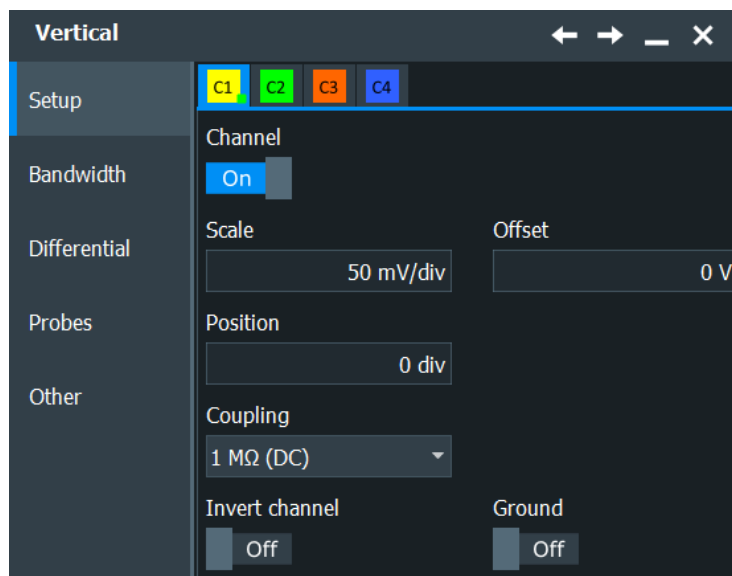 Vertical
Setup
Bandwidth
Differential
Probes
Other
C1 C2 C3 C4
Channel
On
Scale Offset
50 mV/div 0 V
Position
0 div
Coupling
1 MΩ (DC)
Invert channel Ground
Off Off